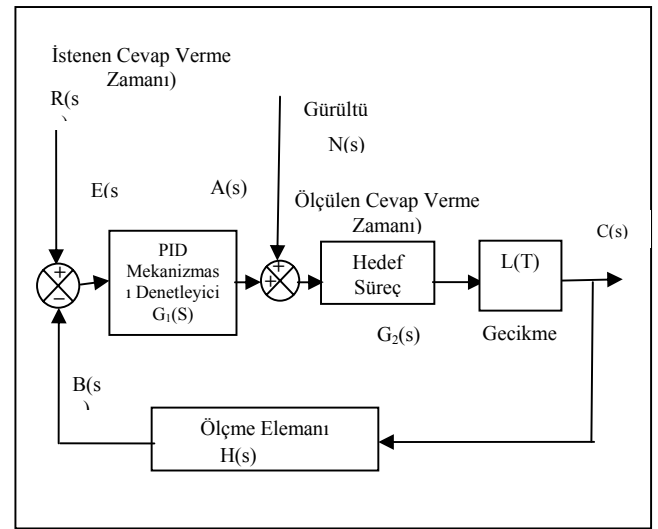 İstenen Cevap Verme
Zamanı)
R(s
)
Gürültü
N(s)
E(s
A(s)
Ölçülen Cevap Verme
Zamanı)
C(s)
+
−
PID
Mekanizmas
ı Denetleyici
G₁(S)
+
+
Hedef
Süreç
L(T)
G₂(s)
Gecikme
B(s
)
Ölçme Elemanı
H(s)